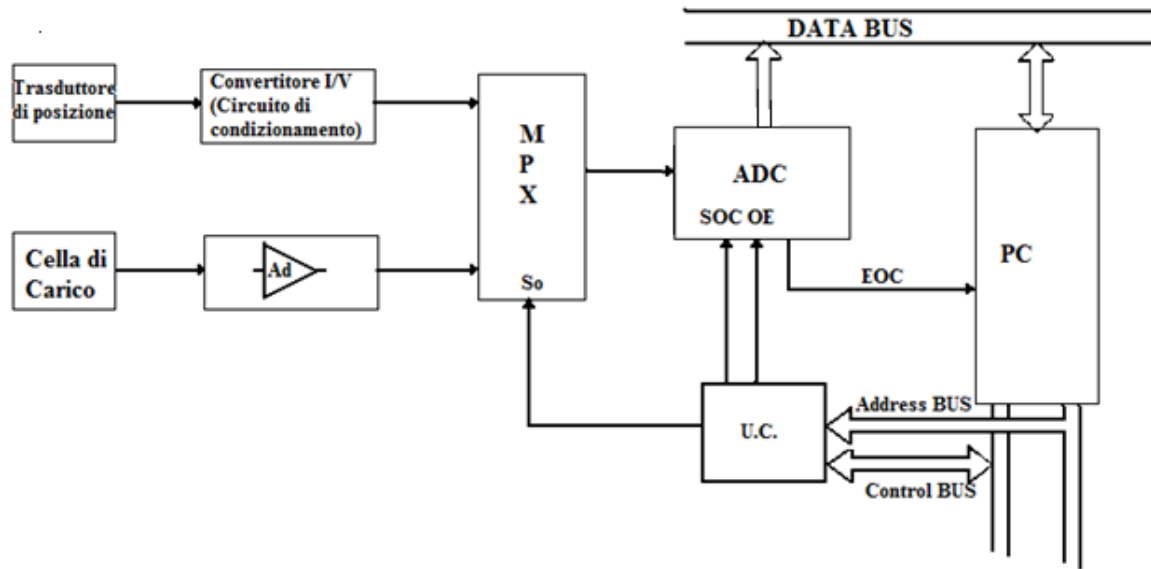 DATA BUS
Trasduttore
di posizione
Convertitore I/V
(Circuito di
condizionamento)
M
P
X
So
ADC
SOC OE
PC
EOC
Cella di
Carico
Ad
U.C.
Address BUS
Control BUS